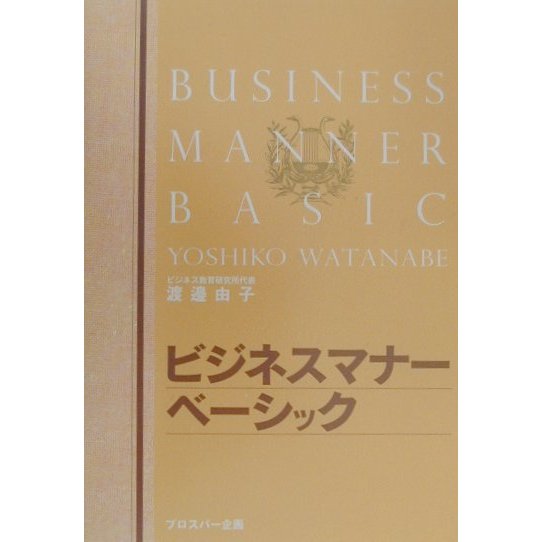 BUSINESS
MANNER
BASIC
YOSHIKO・WATANABE
ビジネス教育研究所代表
渡邉由子
ビジネスマナー
ベーシック
プロスパー企画